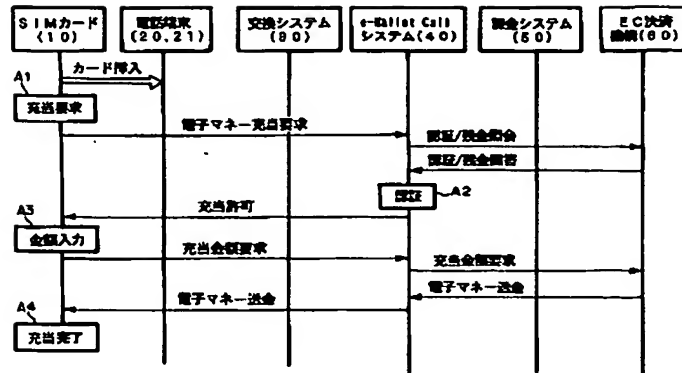 SIMカード
(10)
電話端末
(20,21)
交換システム
e-Wallet Call
システム(40)
課金システム
(50)
EC決済
機関(60)
カード挿入
A1
充当要求
電子マネー充当要求
認証/残金照会
認証/残金回答
認証
A2
充当許可
A3
金額入力
充当金額要求
充当金額要求
電子マネー送金
電子マネー送金
A4
充当完了